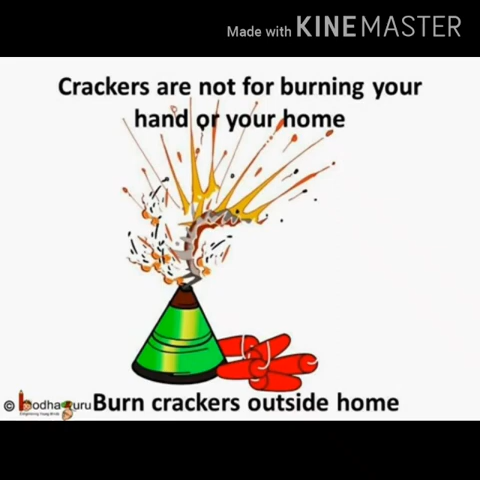 Made with KINEMASTER
Crackers are not for burning your
hand or your home
© bodhaguru
Burn crackers outside home